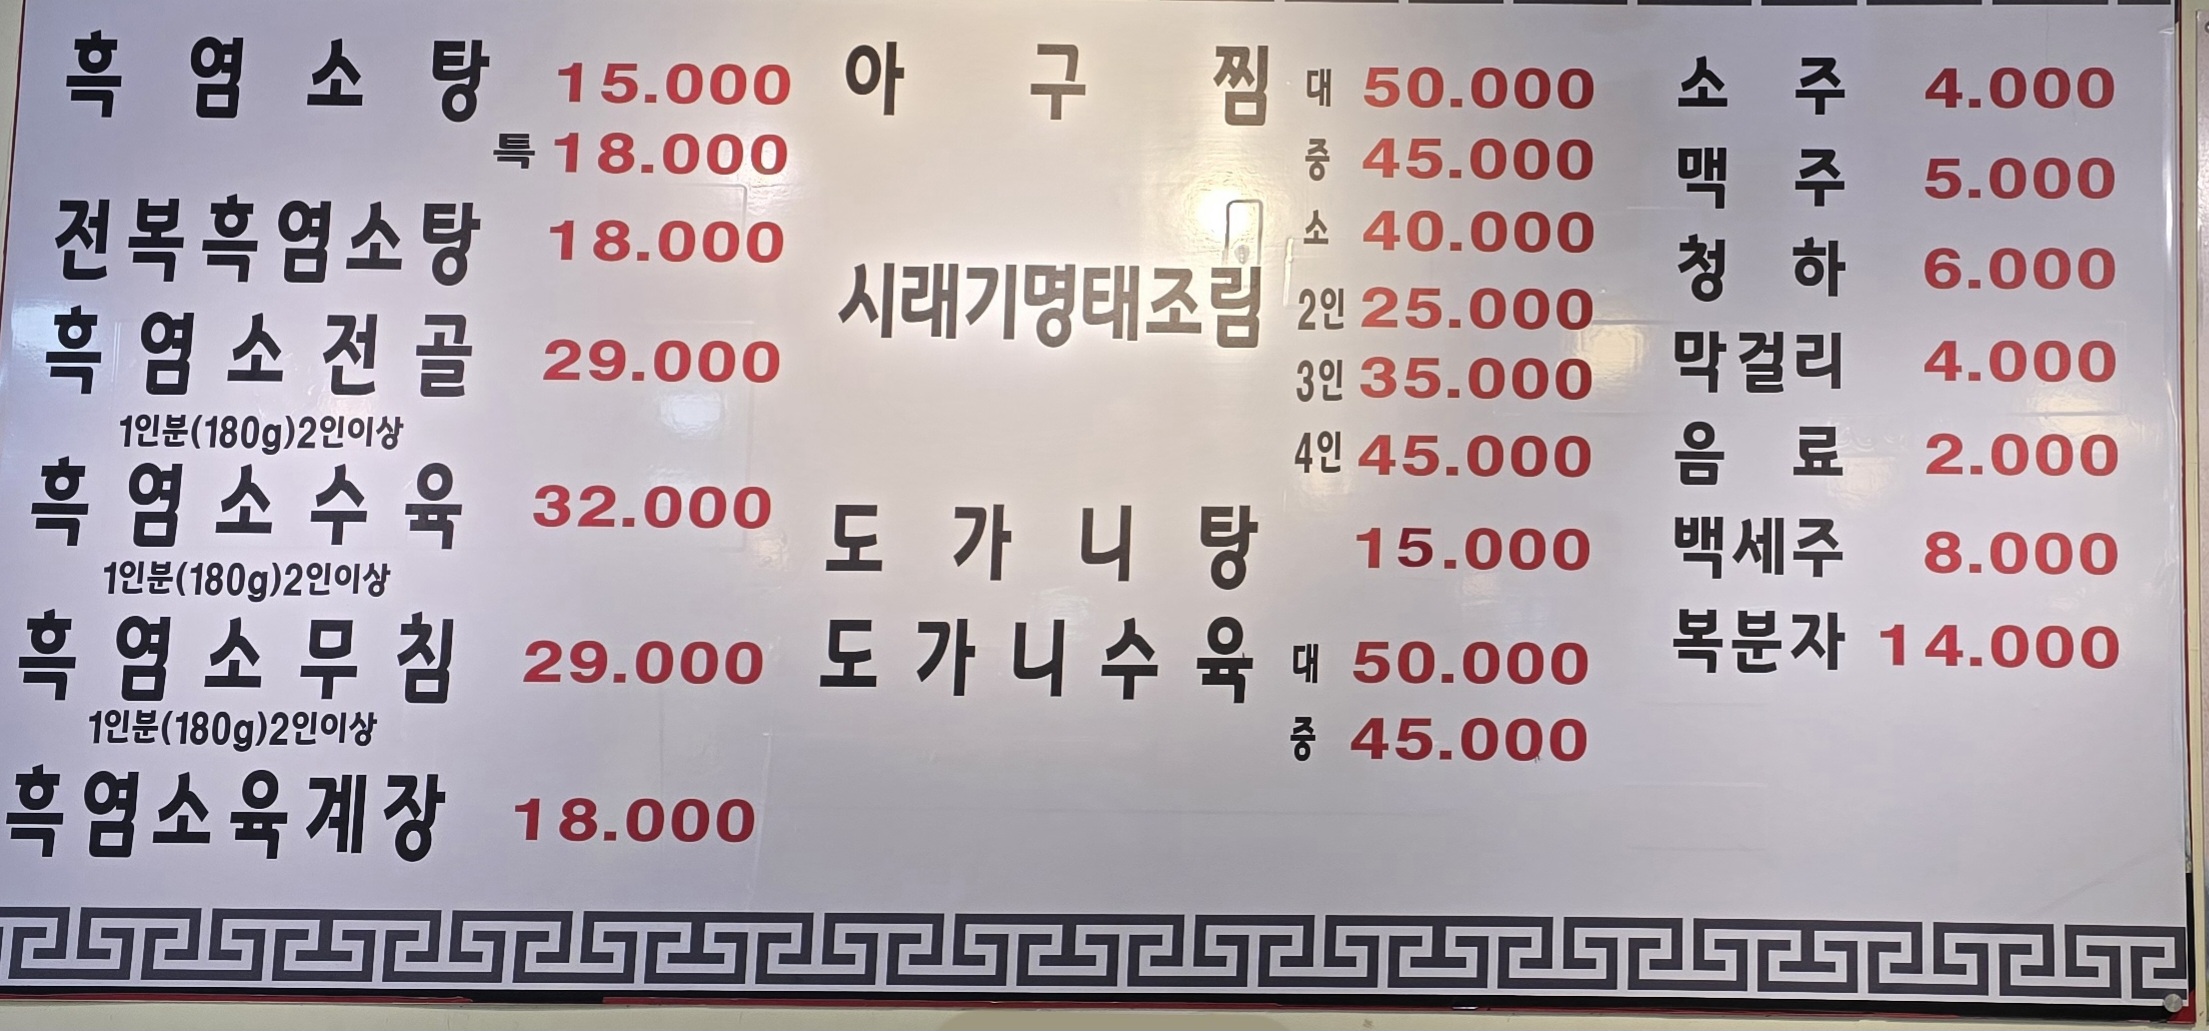 흑염소탕 15.000
특 18.000
전복흑염소탕 18.000
흑염소전골 29.000
1인분(180g)2인이상
흑염소수육 32.000
1인분(180g)2인이상
흑염소무침 29.000
1인분(180g)2인이상
흑염소육계장 18.000
아구찜 대 50.000
중 45.000
소 40.000
시래기명태조림 2인 25.000
3인 35.000
4인 45.000
도가니탕 15.000
도가니수육 대 50.000
중 45.000
소주 4.000
맥주 5.000
청하 6.000
막걸리 4.000
음료 2.000
백세주 8.000
복분자 14.000